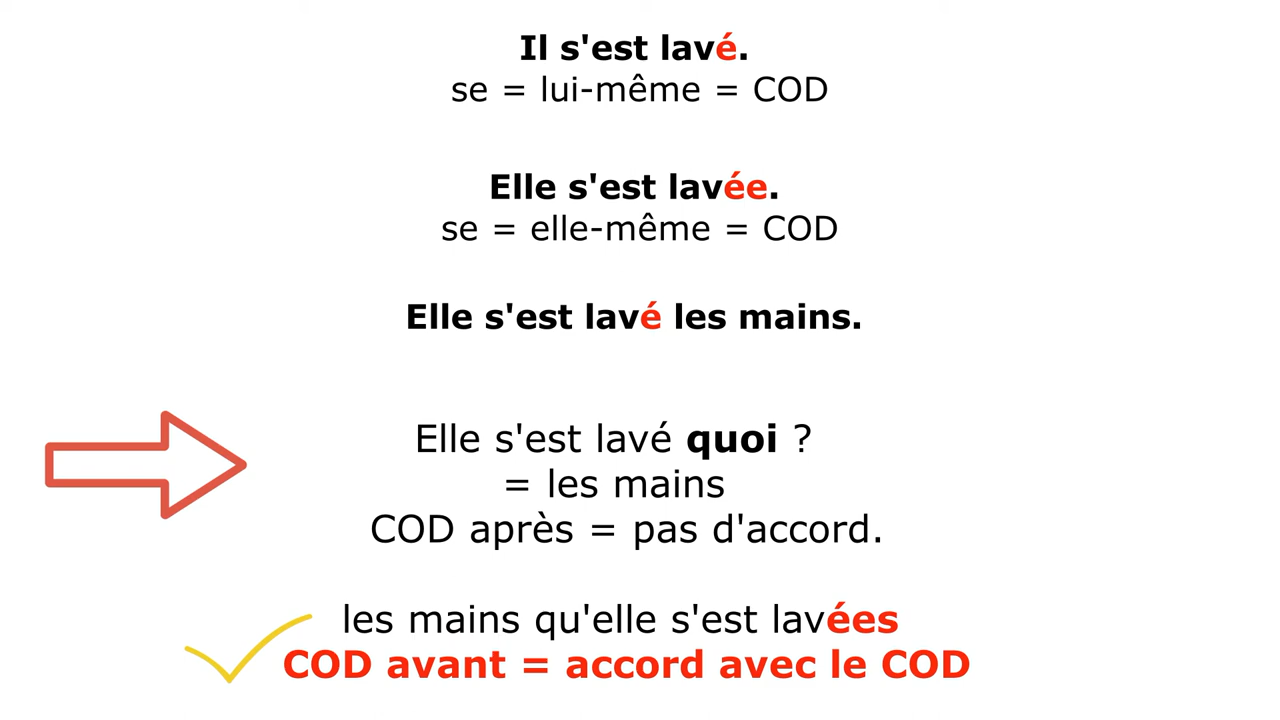 Il s'est lavé.
se = lui-même = COD
Elle s'est lavée.
se = elle-même = COD
Elle s'est lavé les mains.
Elle s'est lavé quoi ?
= les mains
COD après = pas d'accord.
les mains qu'elle s'est lavées
COD avant = accord avec le COD